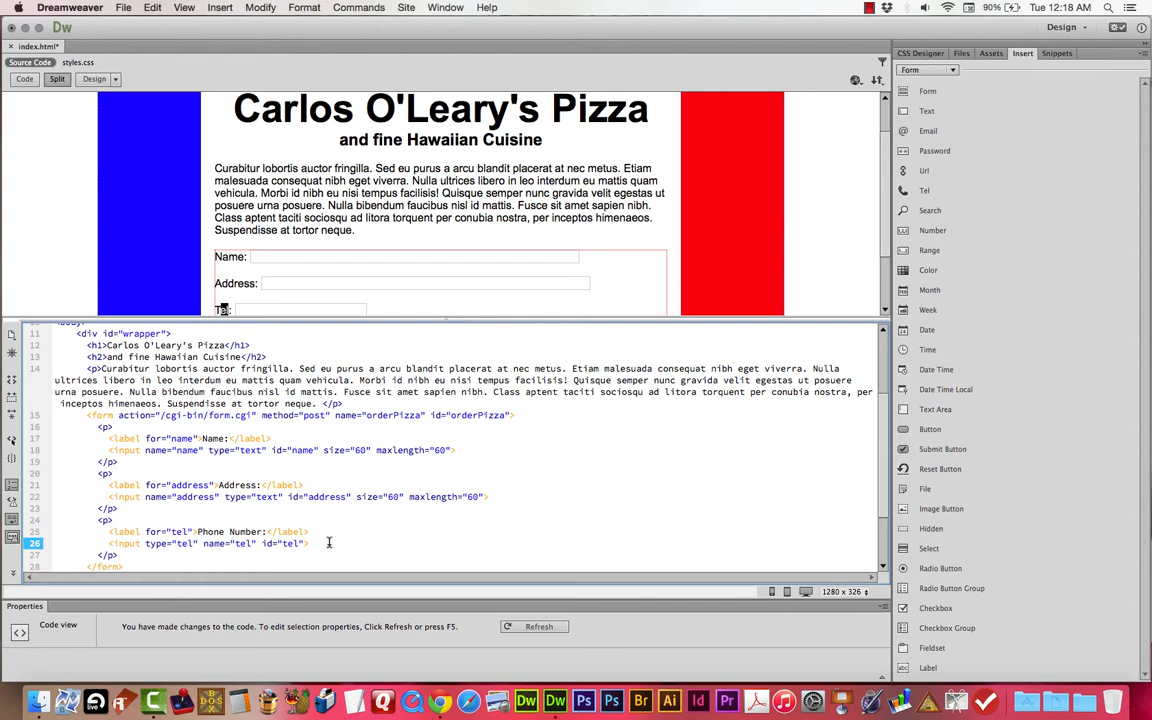 Dreamweaver File Edit View Insert Modify Format Commands Site Window Help 90% Tue 12:18 AM
Dw Design
index.html*
CSS Designer Files Assets Insert Snippets
Source Code styles.css
Form
Code Split Design
Form
Text
Email
Password
Url
Tel
Search
Number
Range
Color
Month
Week
Date
Time
Date Time
Date Time Local
Text Area
Button
Submit Button
Reset Button
File
Image Button
Hidden
Select
Radio Button
Radio Button Group
Checkbox
Checkbox Group
Fieldset
Label
Carlos O'Leary's Pizza
and fine Hawaiian Cuisine
Curabitur lobortis auctor fringilla. Sed eu purus a arcu blandit placerat at nec metus. Etiam
malesuada consequat nibh eget viverra. Nulla ultrices libero in leo interdum eu mattis quam
vehicula. Morbi id nibh eu nisi tempus facilisis! Quisque semper nunc gravida velit egestas ut
posuere urna posuere. Nulla bibendum faucibus nisl id mattis. Fusce sit amet sapien nibh.
Class aptent taciti sociosqu ad litora torquent per conubia nostra, per inceptos himenaeos.
Suspendisse at tortor neque.
Name:
Address:
Tel:
11 <div id="wrapper">
12 <h1>Carlos O'Leary's Pizza</h1>
13 <h2>and fine Hawaiian Cuisine</h2>
14 <p>Curabitur lobortis auctor fringilla. Sed eu purus a arcu blandit placerat at nec metus. Etiam malesuada consequat nibh eget viverra. Nulla
ultrices libero in leo interdum eu mattis quam vehicula. Morbi id nibh eu nisi tempus facilisis! Quisque semper nunc gravida velit egestas ut posuere
urna posuere. Nulla bibendum faucibus nisl id mattis. Fusce sit amet sapien nibh. Class aptent taciti sociosqu ad litora torquent per conubia nostra, per
inceptos himenaeos. Suspendisse at tortor neque. </p>
15 <form action="/cgi-bin/form.cgi" method="post" name="orderPizza" id="orderPizza">
16 <p>
17 <label for="name">Name:</label>
18 <input name="name" type="text" id="name" size="60" maxlength="60">
19 </p>
20 <p>
21 <label for="address">Address:</label>
22 <input name="address" type="text" id="address" size="60" maxlength="60">
23 </p>
24 <p>
25 <label for="tel">Phone Number:</label>
26 <input type="tel" name="tel" id="tel">
27 </p>
28 </form>
1280 x 326
Properties
Code view You have made changes to the code. To edit selection properties, Click Refresh or press F5. Refresh